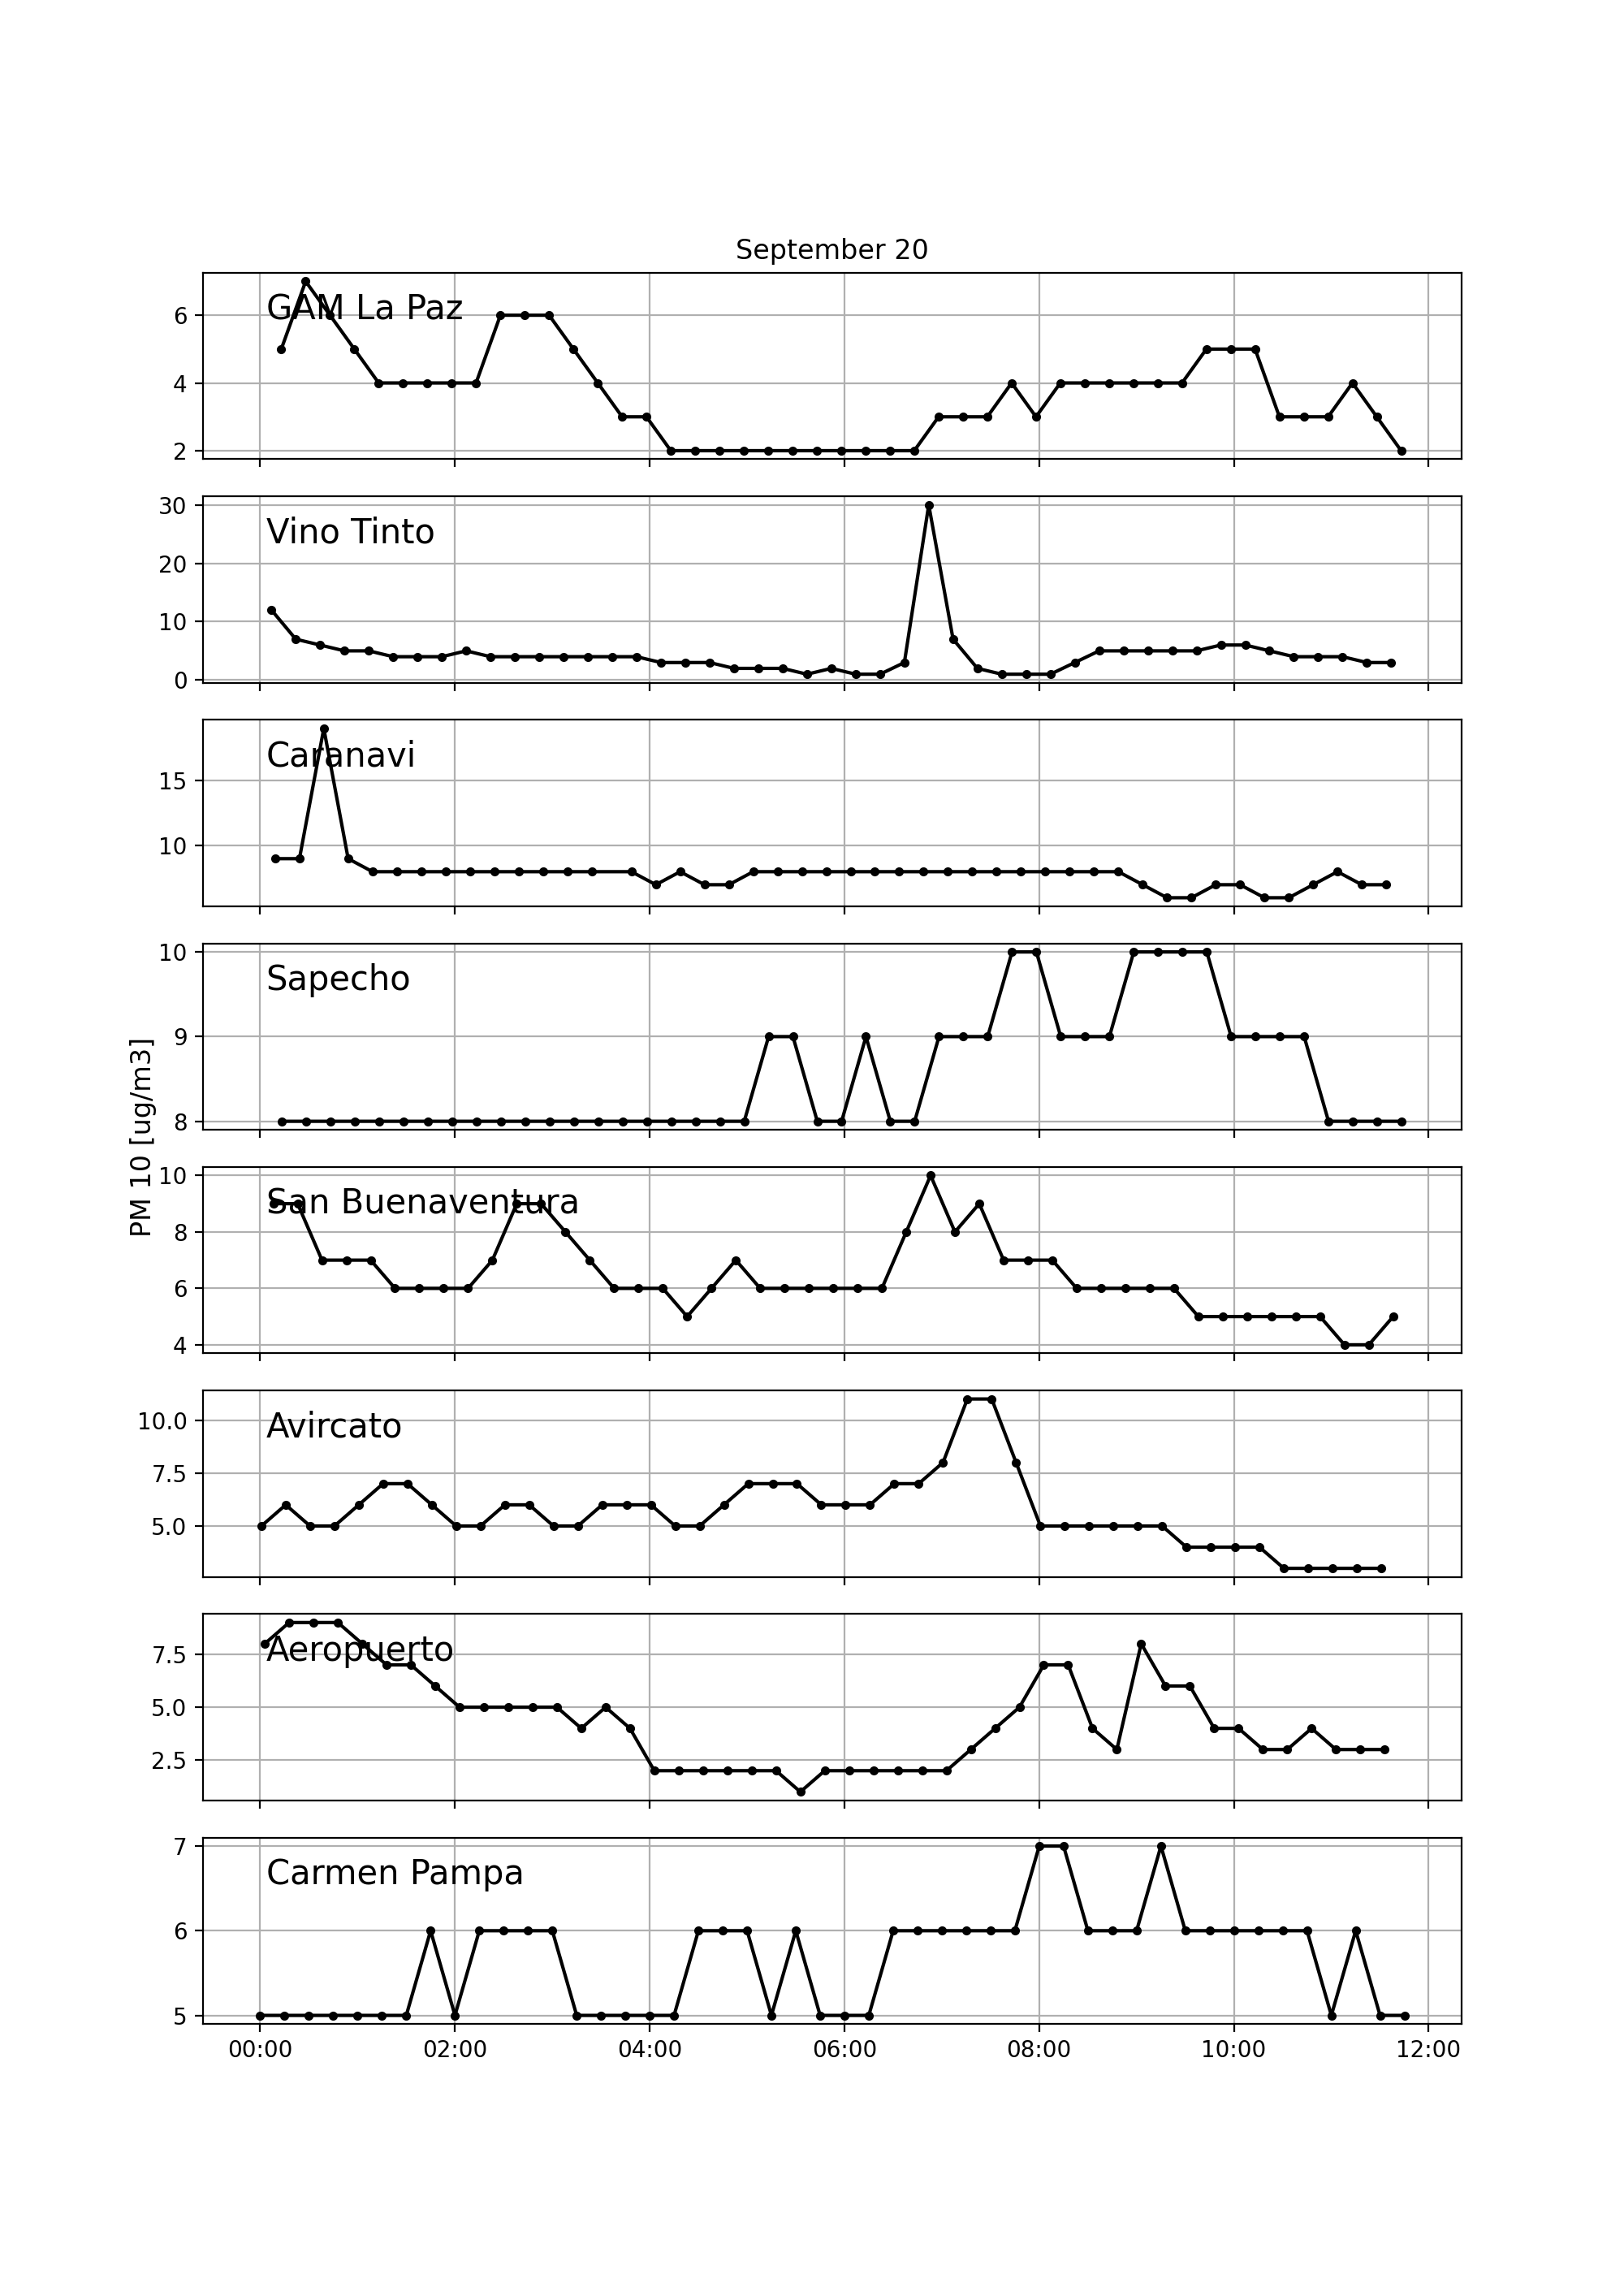 September 20
GAM La Paz
6
4
2
Vino Tinto
30
20
10
0
Caranavi
15
10
Sapecho
10
9
8
PM 10 [ug/m3]
San Buenaventura
10
8
6
4
Avircato
10.0
7.5
5.0
Aeropuerto
7.5
5.0
2.5
Carmen Pampa
7
6
5
00:00 02:00 04:00 06:00 08:00 10:00 12:00